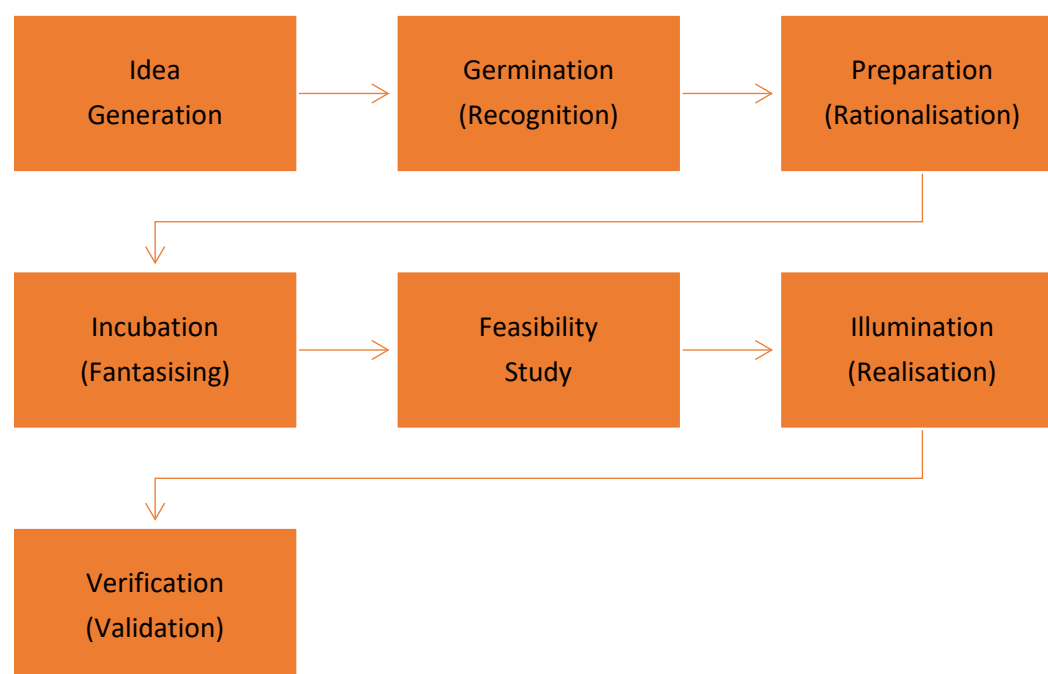 Idea
Generation
Germination
(Recognition)
Preparation
(Rationalisation)
Incubation
(Fantasising)
Feasibility
Study
Illumination
(Realisation)
Verification
(Validation)